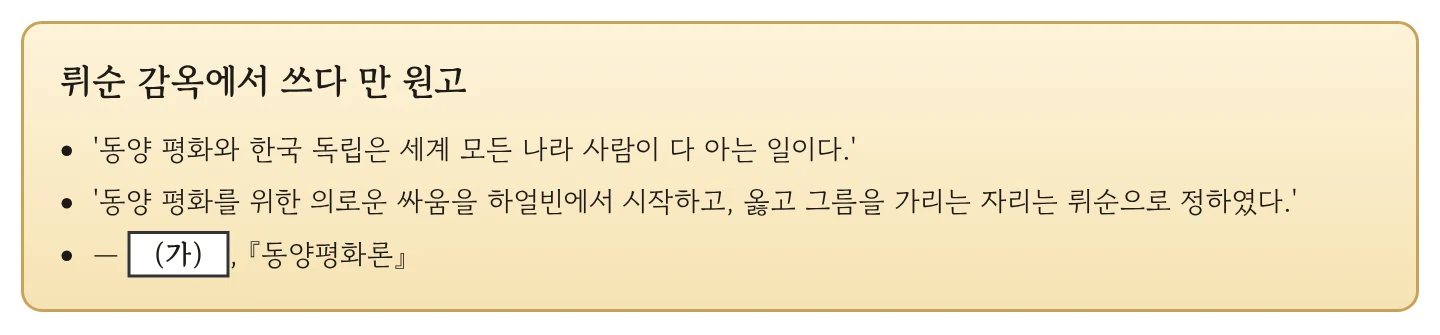 뤼순 감옥에서 쓰다 만 원고
• '동양 평화와 한국 독립은 세계 모든 나라 사람이 다 아는 일이다.'
• '동양 평화를 위한 의로운 싸움을 하얼빈에서 시작하고, 옳고 그름을 가리는 자리는 뤼순으로 정하였다.'
• — (가), 『동양평화론』